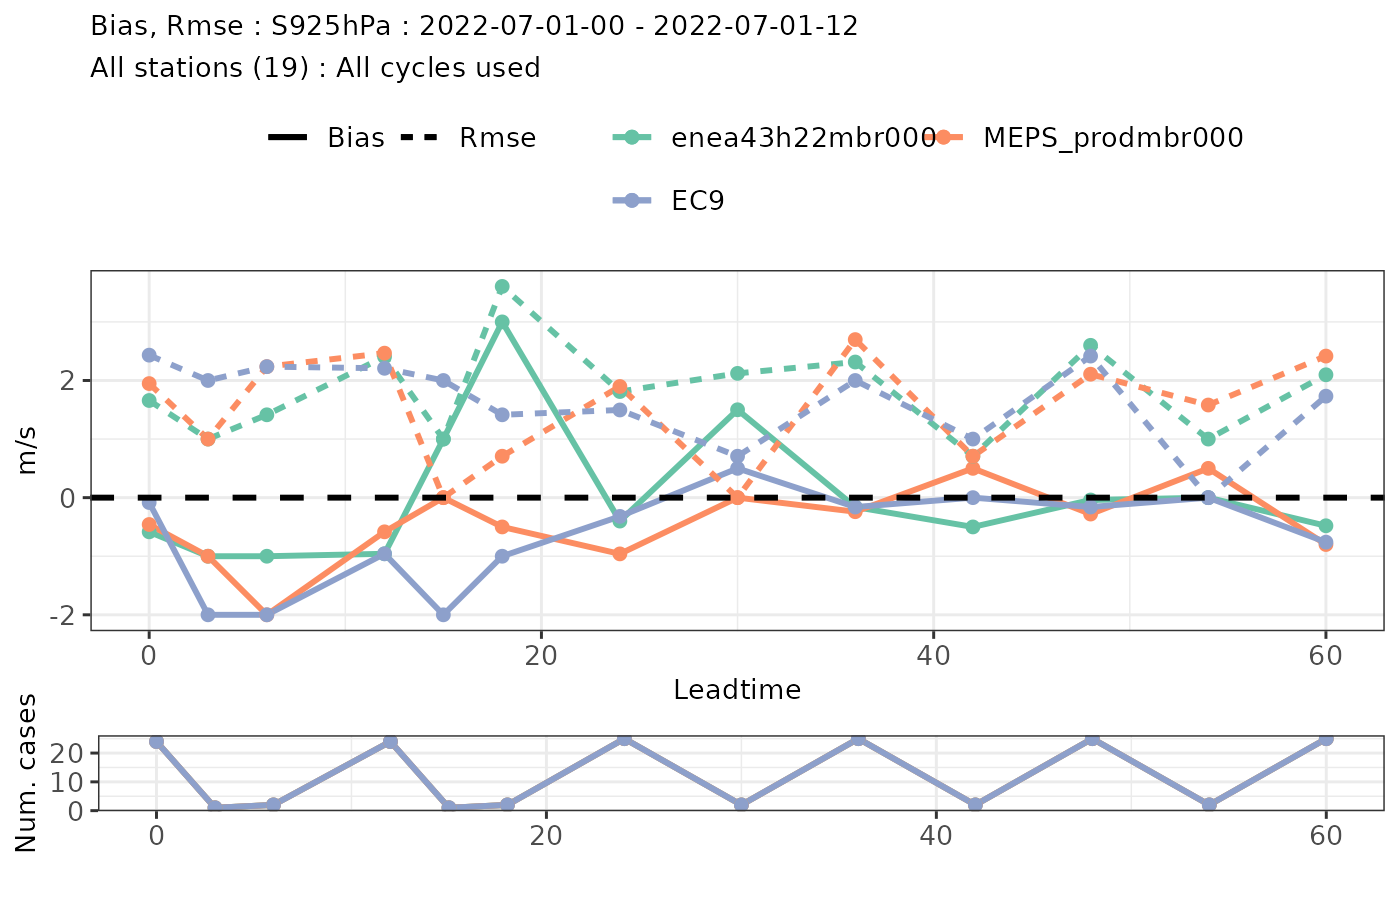 Bias, Rmse : S925hPa : 2022-07-01-00 - 2022-07-01-12
All stations (19) : All cycles used
Bias Rmse enea43h22mbr000 MEPS_prodmbr000
EC9
m/s
2
0
-2
0 20 40 60
Leadtime
Num. cases
20
10
0
0 20 40 60